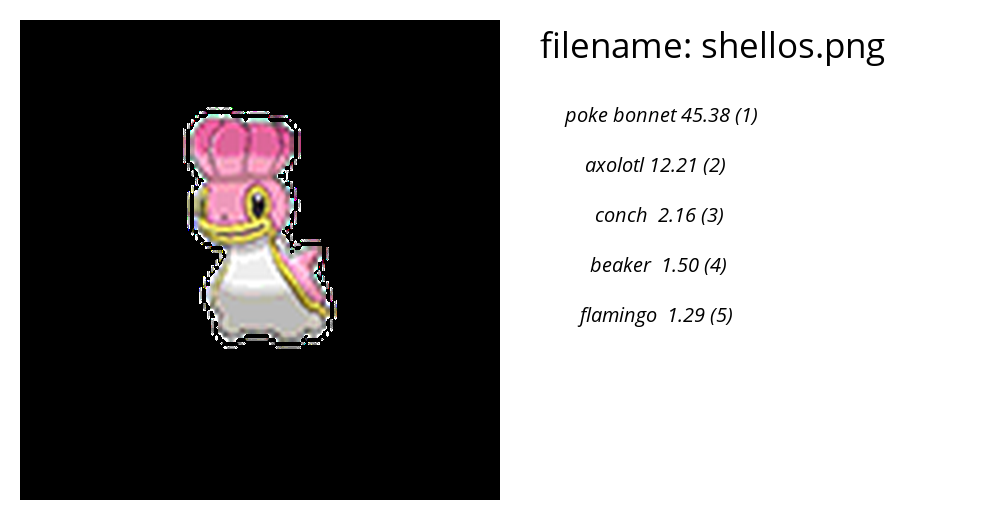 filename: shellos.png
poke bonnet 45.38 (1)
axolotl 12.21 (2)
conch 2.16 (3)
beaker 1.50 (4)
flamingo 1.29 (5)